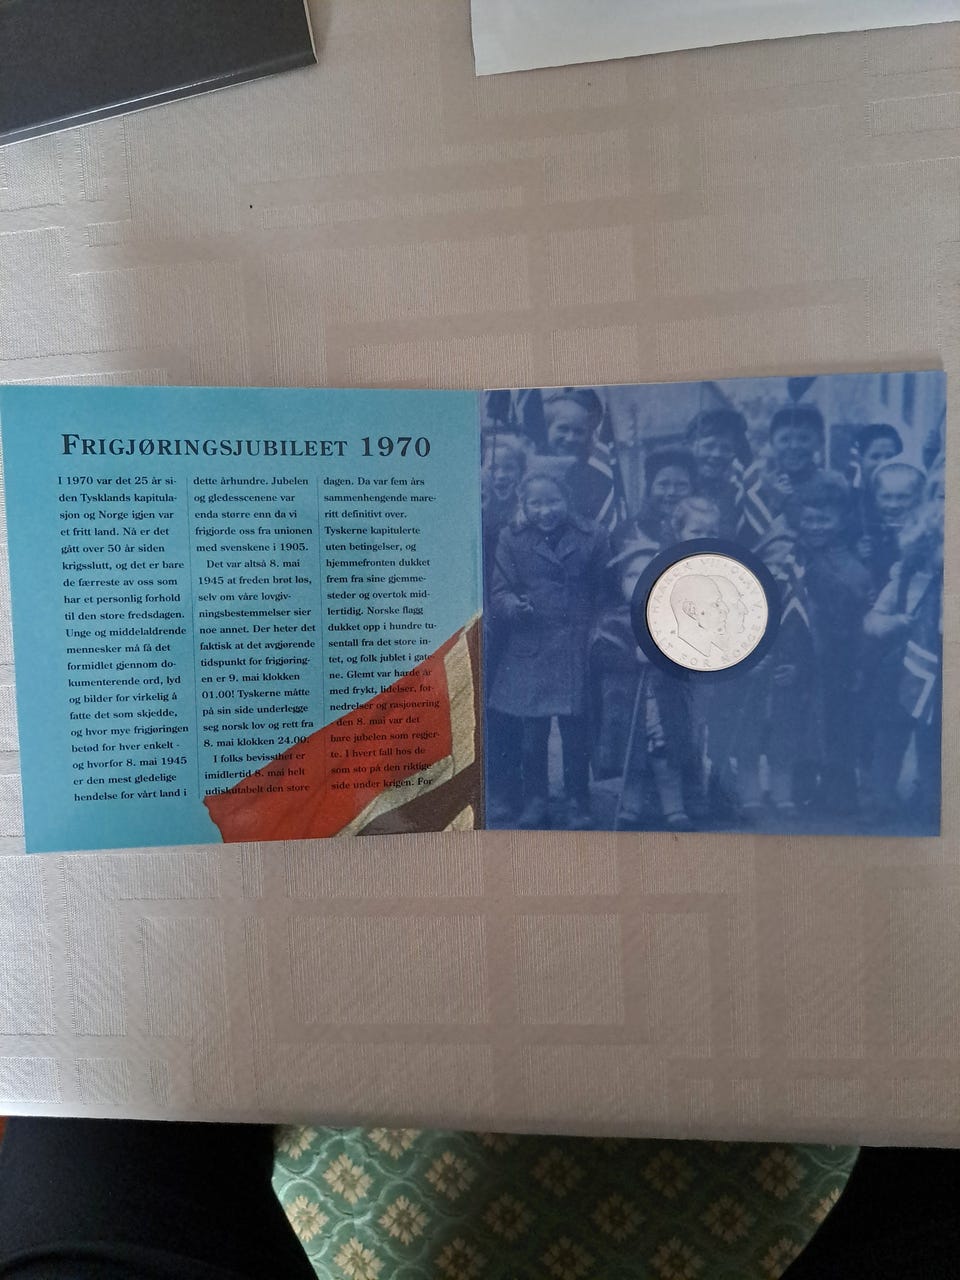 FRIGJØRINGSJUBILEET 1970
I 1970 var det 25 år si-
den Tysklands kapitula-
sjon og Norge igjen var
et fritt land. Nå er det
gått over 50 år siden
krigsslutt, og det er bare
de færreste av oss som
har et personlig forhold
til den store fredsdagen.
Unge og middelaldrende
mennesker må få det
formidlet gjennom do-
kumenterende ord, lyd
og bilder for virkelig å
fatte det som skjedde,
og hvor mye frigjøringen
betød for hver enkelt -
og hvorfor 8. mai 1945
er den mest gledelige
hendelse for vårt land i
dette århundre. Jubelen
og gledesscenene var
enda større enn da vi
frigjorde oss fra unionen
med svenskene i 1905.
Det var altså 8. mai
1945 at freden brøt løs,
selv om våre lovgiv-
ningsbestemmelser sier
noe annet. Der heter det
faktisk at det avgjørende
tidspunkt for frigjøring-
en er 9. mai klokken
01.00! Tyskerne måtte
på sin side underlegge
seg norsk lov og rett fra
8. mai klokken 24.00.
I folks bevissthet er
imidlertid 8. mai helt
udiskutabelt den store
dagen. Da var fem års
sammenhengende mare-
ritt definitivt over.
Tyskerne kapitulerte
uten betingelser, og
hjemmefronten dukket
frem fra sine gjemme-
steder og overtok mid-
lertidig. Norske flagg
dukket opp i hundre tu-
sentall fra det store in-
tet, og folk jublet i gate-
ne. Glemt var harde år
med frykt, lidelser, for-
nedrelser og rasjonering
- den 8. mai var det
bare jubelen som regjer-
te. I hvert fall hos de
som sto på den riktige
side under krigen. For
HAAKON VII OLAV V
ALT FOR NORGE